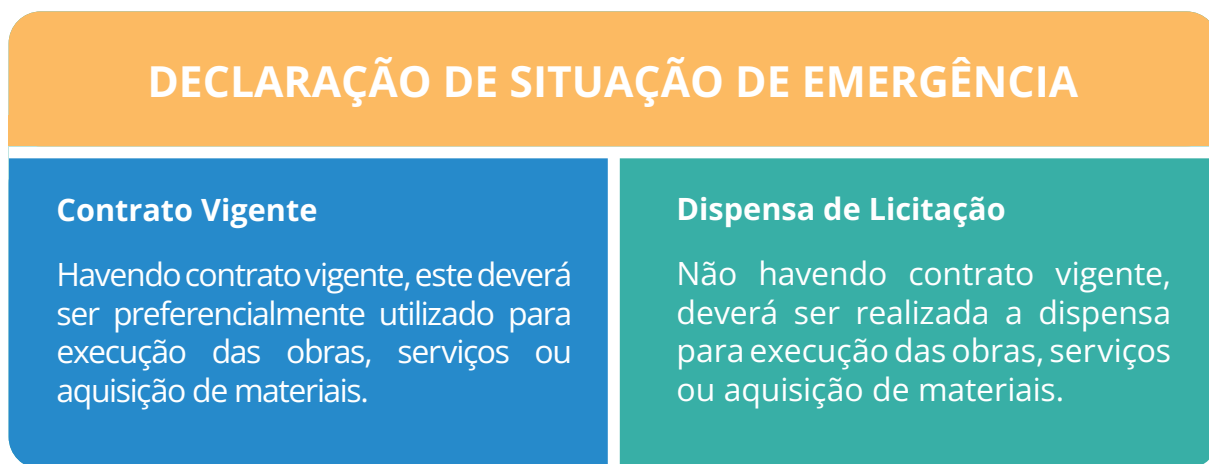 DECLARAÇÃO DE SITUAÇÃO DE EMERGÊNCIA
Contrato Vigente
Havendo contrato vigente, este deverá
ser preferencialmente utilizado para
execução das obras, serviços ou
aquisição de materiais.
Dispensa de Licitação
Não havendo contrato vigente,
deverá ser realizada a dispensa
para execução das obras, serviços
ou aquisição de materiais.